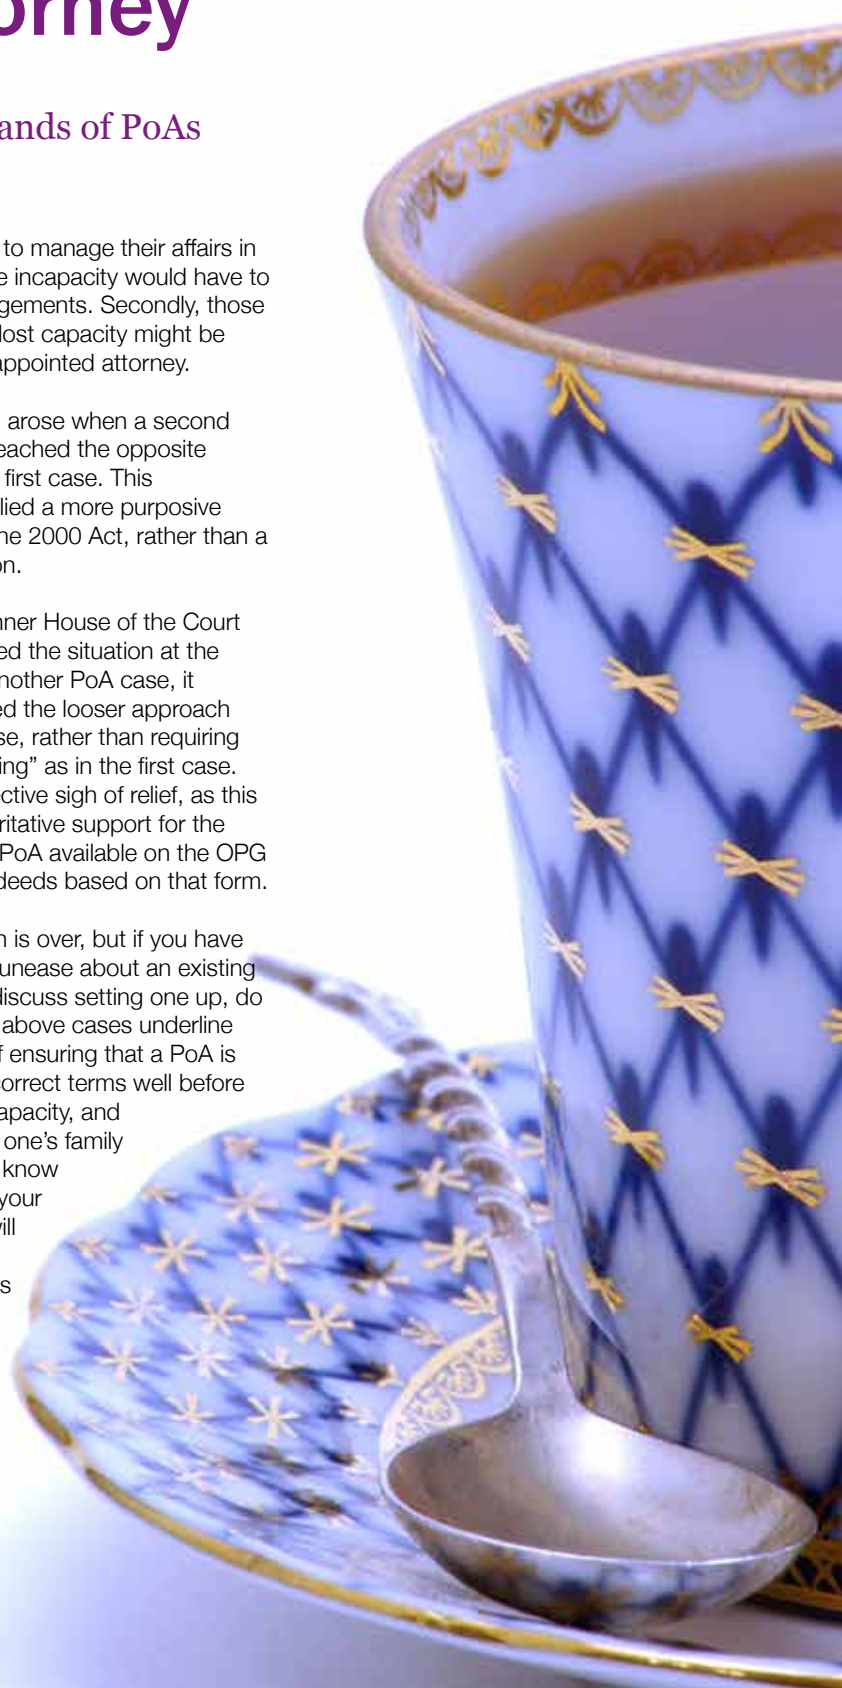 orney
ands of PoAs
to manage their affairs in
e incapacity would have to
gements. Secondly, those
lost capacity might be
appointed attorney.
arose when a second
eached the opposite
first case. This
lied a more purposive
he 2000 Act, rather than a
on.
nner House of the Court
ed the situation at the
nother PoA case, it
ed the looser approach
se, rather than requiring
ing” as in the first case.
ective sigh of relief, as this
ritative support for the
PoA available on the OPG
deeds based on that form.
n is over, but if you have
unease about an existing
discuss setting one up, do
above cases underline
f ensuring that a PoA is
correct terms well before
apacity, and
one’s family
know
your
ill
s